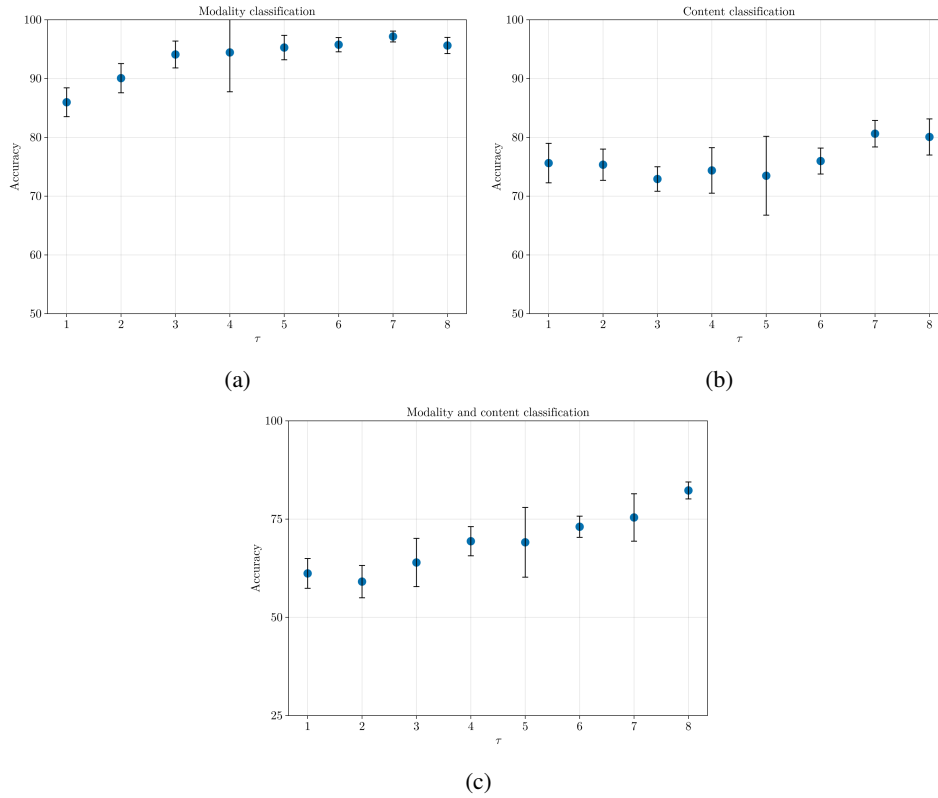 Modality classification
100
90
80
70
60
50
Accuracy
1 2 3 4 5 6 7 8
τ
(a)
Content classification
100
90
80
70
60
50
Accuracy
1 2 3 4 5 6 7 8
τ
(b)
Modality and content classification
100
75
50
25
Accuracy
1 2 3 4 5 6 7 8
τ
(c)